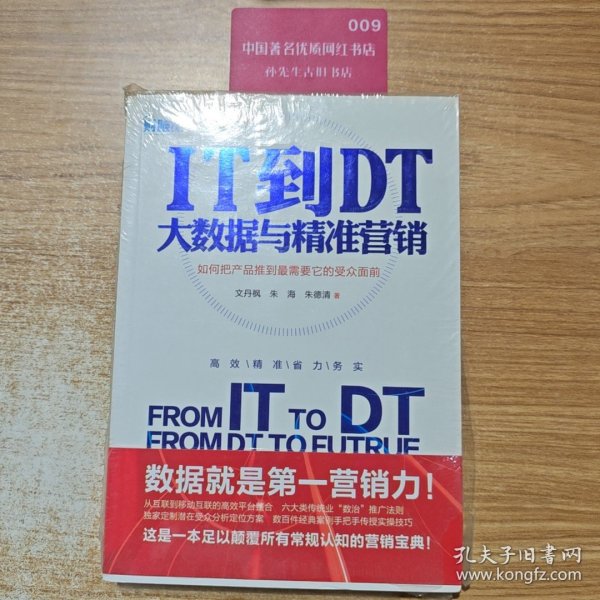 009
中国著名优质网红书店
孙先生古旧书店
IT到DT
大数据与精准营销
如何把产品推到最需要它的受众面前
文丹枫 朱 海 朱德清 著
高 效 \ 精 准 \ 省 力 \ 务 实
FROM IT TO DT
FROM DT TO FUTRUE
数据就是第一营销力！
从互联到移动互联的高效平台整合 六大类传统业“数治”推广法则
独家定制潜在受众分析定位方案 数百件经典案例手把手传授实操技巧
这是一本足以颠覆所有常规认知的营销宝典！
孔夫子旧书网
www.kongfz.com